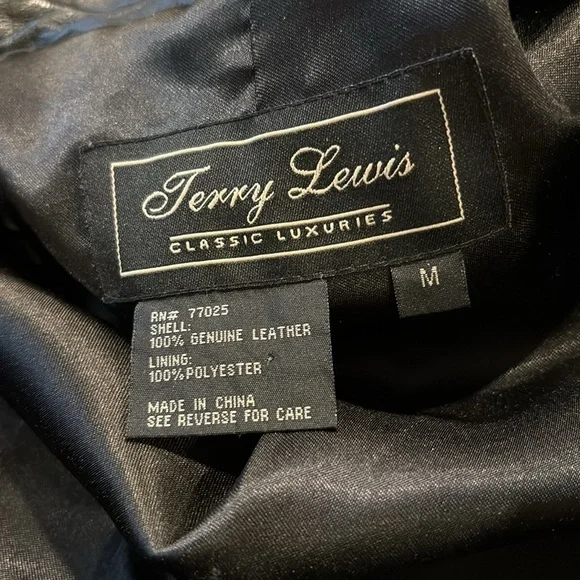 Terry Lewis
CLASSIC LUXURIES
M
RN# 77025
SHELL:
100% GENUINE LEATHER
LINING:
100% POLYESTER
MADE IN CHINA
SEE REVERSE FOR CARE